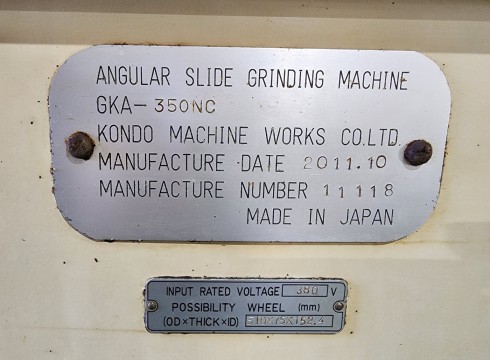 ANGULAR SLIDE GRINDING MACHINE
GKA-350NC
KONDO MACHINE WORKS CO.LTD.
MANUFACTURE DATE 2011.10
MANUFACTURE NUMBER 11118
MADE IN JAPAN
INPUT RATED VOLTAGE 380 V
POSSIBILITY WHEEL (mm)
(OD×THICK×ID)